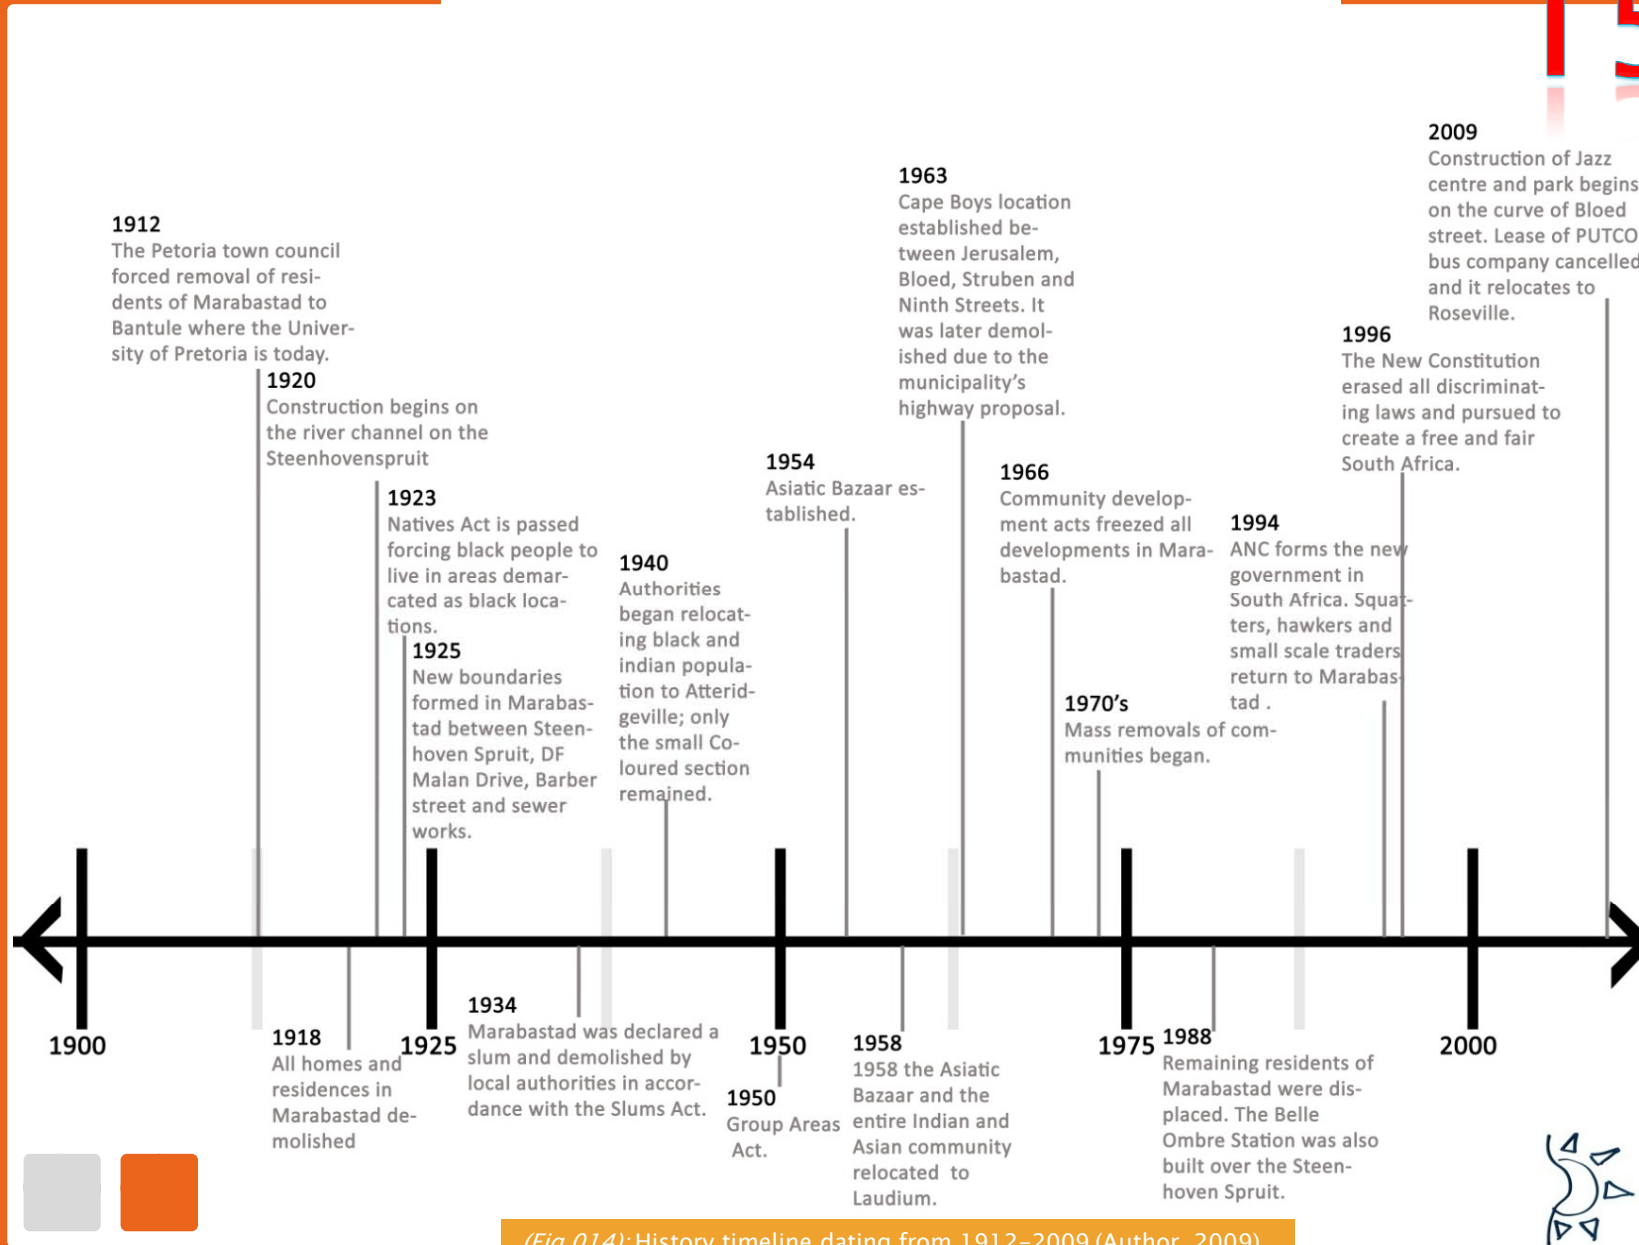 15
1912
The Petoria town council
forced removal of resi-
dents of Marabastad to
Bantule where the Univer-
sity of Pretoria is today.
1920
Construction begins on
the river channel on the
Steenhovenspruit
1923
Natives Act is passed
forcing black people to
live in areas demar-
cated as black loca-
tions.
1925
New boundaries
formed in Marabas-
tad between Steen-
hoven Spruit, DF
Malan Drive, Barber
street and sewer
works.
1940
Authorities
began relocat-
ing black and
indian popula-
tion to Atterid-
geville; only
the small Co-
loured section
remained.
1954
Asiatic Bazaar es-
tablished.
1963
Cape Boys location
established be-
tween Jerusalem,
Bloed, Struben and
Ninth Streets. It
was later demol-
ished due to the
municipality's
highway proposal.
1966
Community develop-
ment acts freezed all
developments in Mara-
bastad.
1970's
Mass removals of com-
munities began.
1994
ANC forms the new
government in
South Africa. Squat-
ters, hawkers and
small scale traders
return to Marabas-
tad .
1996
The New Constitution
erased all discriminat-
ing laws and pursued to
create a free and fair
South Africa.
2009
Construction of Jazz
centre and park begins
on the curve of Bloed
street. Lease of PUTCO
bus company cancelled
and it relocates to
Roseville.
1900
1925
1950
1975
2000
1918
All homes and
residences in
Marabastad de-
molished
1934
Marabastad was declared a
slum and demolished by
local authorities in accor-
dance with the Slums Act.
1950
Group Areas
Act.
1958
1958 the Asiatic
Bazaar and the
entire Indian and
Asian community
relocated to
Laudium.
1988
Remaining residents of
Marabastad were dis-
placed. The Belle
Ombre Station was also
built over the Steen-
hoven Spruit.
(Fig 014): History timeline dating from 1912–2009 (Author, 2009)